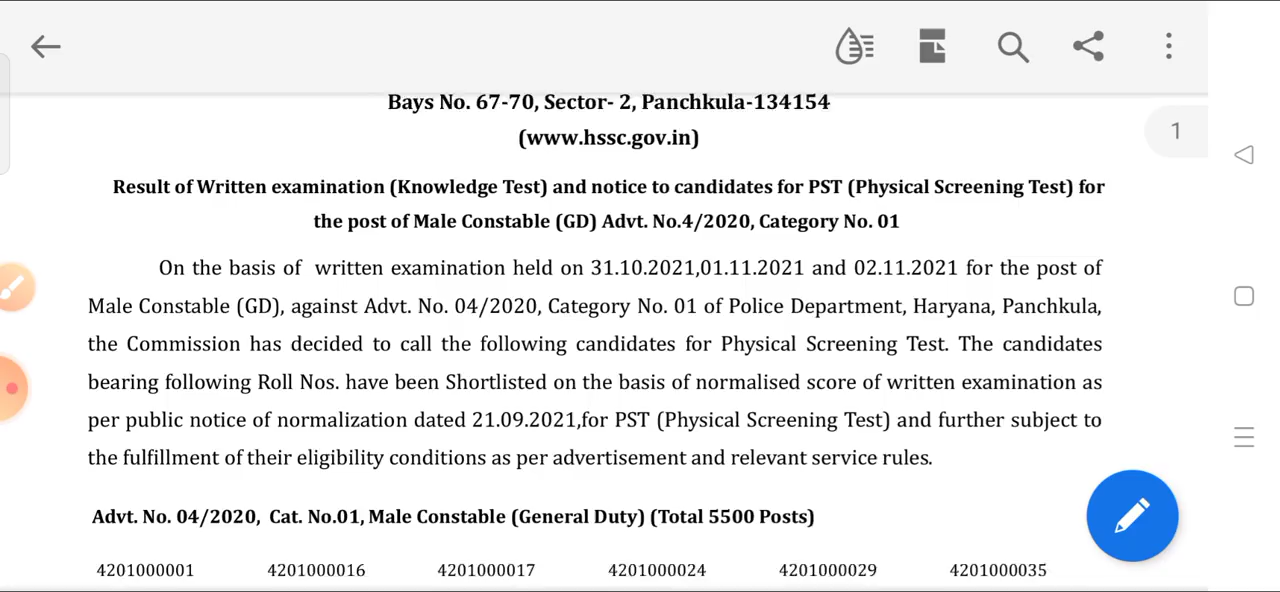 Bays No. 67-70, Sector- 2, Panchkula-134154
(www.hssc.gov.in)
1
Result of Written examination (Knowledge Test) and notice to candidates for PST (Physical Screening Test) for
the post of Male Constable (GD) Advt. No.4/2020, Category No. 01
On the basis of written examination held on 31.10.2021,01.11.2021 and 02.11.2021 for the post of
Male Constable (GD), against Advt. No. 04/2020, Category No. 01 of Police Department, Haryana, Panchkula,
the Commission has decided to call the following candidates for Physical Screening Test. The candidates
bearing following Roll Nos. have been Shortlisted on the basis of normalised score of written examination as
per public notice of normalization dated 21.09.2021,for PST (Physical Screening Test) and further subject to
the fulfillment of their eligibility conditions as per advertisement and relevant service rules.
Advt. No. 04/2020, Cat. No.01, Male Constable (General Duty) (Total 5500 Posts)
4201000001 4201000016 4201000017 4201000024 4201000029 4201000035